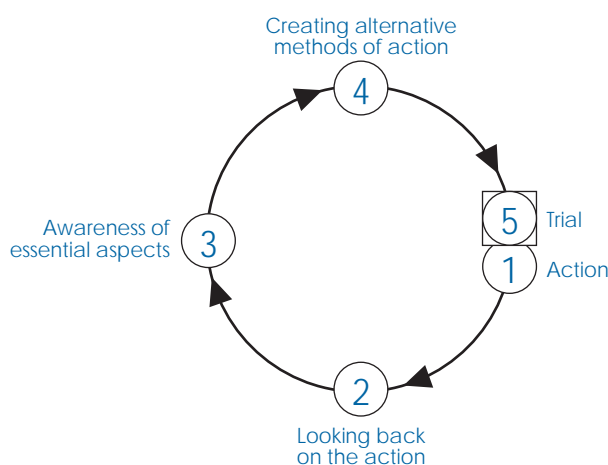 Creating alternative
methods of action
4
5
Trial
Awareness of
essential aspects
3
1
Action
2
Looking back
on the action